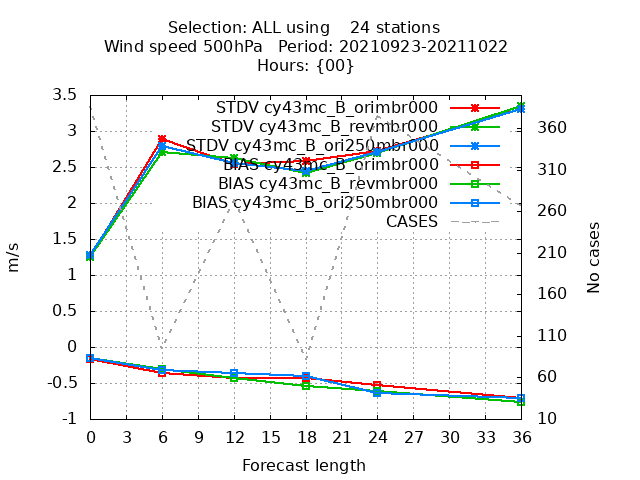 Selection: ALL using    24 stations
Wind speed 500hPa   Period: 20210923-20211022
Hours: {00}
STDV cy43mc_B_orimbr000
STDV cy43mc_B_revmbr000
STDV cy43mc_B_ori250mbr000
BIAS cy43mc_B_orimbr000
BIAS cy43mc_B_revmbr000
BIAS cy43mc_B_ori250mbr000
CASES
3.5
3
2.5
2
1.5
1
0.5
0
-0.5
-1
m/s
360
310
260
210
160
110
60
10
No cases
0 3 6 9 12 15 18 21 24 27 30 33 36
Forecast length